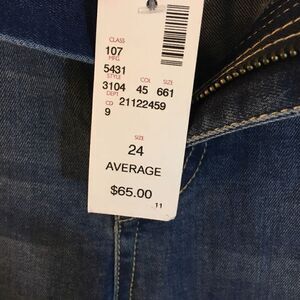 CLASS
107
MFG
5431
STYLE COL SIZE
3104 45 661
DEPT
21122459
CD
9
SIZE
24
AVERAGE
$65.00
11